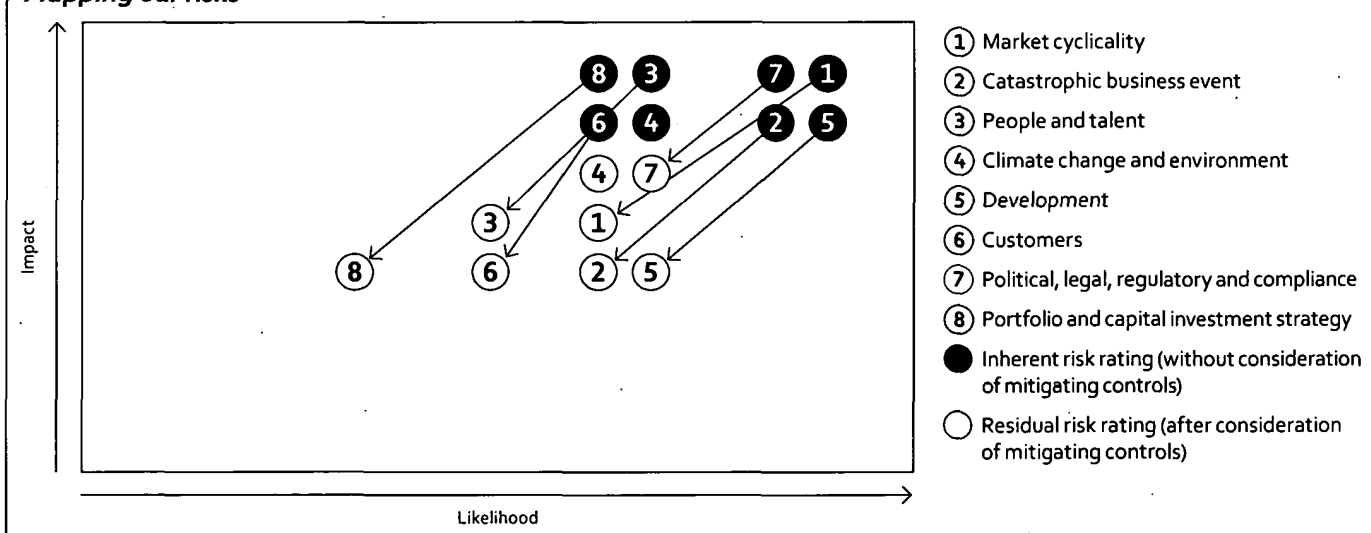 Mapping our risks
8 3 7 1
6 4 2 5
4 7
3 1
8 6 2 5
Impact
Likelihood
1 Market cyclicality
2 Catastrophic business event
3 People and talent
4 Climate change and environment
5 Development
6 Customers
7 Political, legal, regulatory and compliance
8 Portfolio and capital investment strategy
Inherent risk rating (without consideration
of mitigating controls)
Residual risk rating (after consideration
of mitigating controls)